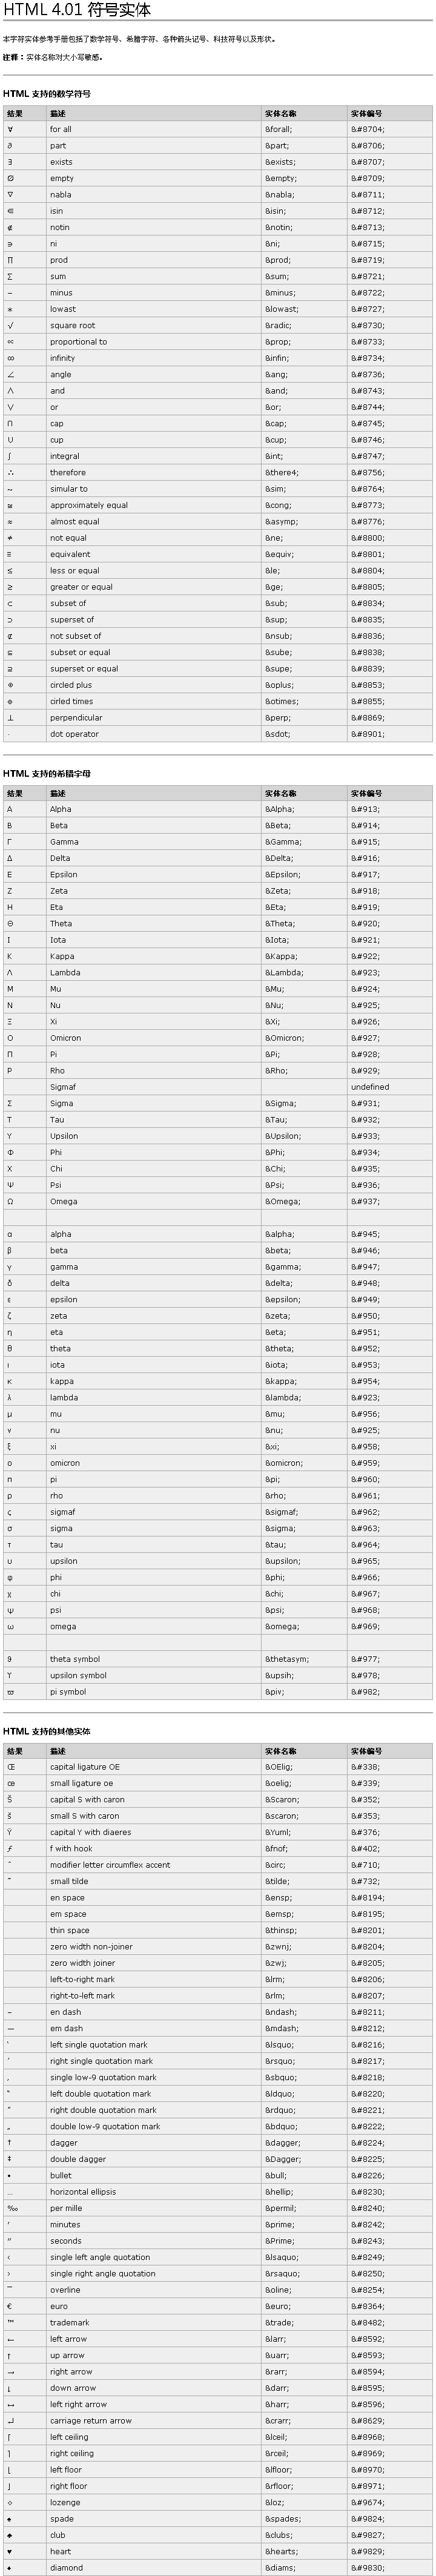 HTML 4.01 符号实体
本字符实体参考手册包括了数学符号、希腊字符、各种箭头记号、科技符号以及形状。
注释：实体名称对大小写敏感。
HTML 支持的数学符号
结果 描述 实体名称 实体编号
∀ for all &forall; &#8704;
∂ part &part; &#8706;
∃ exists &exists; &#8707;
∅ empty &empty; &#8709;
∇ nabla &nabla; &#8711;
∈ isin &isin; &#8712;
∉ notin &notin; &#8713;
∋ ni &ni; &#8715;
∏ prod &prod; &#8719;
∑ sum &sum; &#8721;
− minus &minus; &#8722;
∗ lowast &lowast; &#8727;
√ square root &radic; &#8730;
∝ proportional to &prop; &#8733;
∞ infinity &infin; &#8734;
∠ angle &ang; &#8736;
∧ and &and; &#8743;
∨ or &or; &#8744;
∩ cap &cap; &#8745;
∪ cup &cup; &#8746;
∫ integral &int; &#8747;
∴ therefore &there4; &#8756;
∼ simular to &sim; &#8764;
≅ approximately equal &cong; &#8773;
≈ almost equal &asymp; &#8776;
≠ not equal &ne; &#8800;
≡ equivalent &equiv; &#8801;
≤ less or equal &le; &#8804;
≥ greater or equal &ge; &#8805;
⊂ subset of &sub; &#8834;
⊃ superset of &sup; &#8835;
⊄ not subset of &nsub; &#8836;
⊆ subset or equal &sube; &#8838;
⊇ superset or equal &supe; &#8839;
⊕ circled plus &oplus; &#8853;
⊗ cirled times &otimes; &#8855;
⊥ perpendicular &perp; &#8869;
⋅ dot operator &sdot; &#8901;
HTML 支持的希腊字母
结果 描述 实体名称 实体编号
Α Alpha &Alpha; &#913;
Β Beta &Beta; &#914;
Γ Gamma &Gamma; &#915;
Δ Delta &Delta; &#916;
Ε Epsilon &Epsilon; &#917;
Ζ Zeta &Zeta; &#918;
Η Eta &Eta; &#919;
Θ Theta &Theta; &#920;
Ι Iota &Iota; &#921;
Κ Kappa &Kappa; &#922;
Λ Lambda &Lambda; &#923;
Μ Mu &Mu; &#924;
Ν Nu &Nu; &#925;
Ξ Xi &Xi; &#926;
Ο Omicron &Omicron; &#927;
Π Pi &Pi; &#928;
Ρ Rho &Rho; &#929;
Sigmaf undefined
Σ Sigma &Sigma; &#931;
Τ Tau &Tau; &#932;
Υ Upsilon &Upsilon; &#933;
Φ Phi &Phi; &#934;
Χ Chi &Chi; &#935;
Ψ Psi &Psi; &#936;
Ω Omega &Omega; &#937;
α alpha &alpha; &#945;
β beta &beta; &#946;
γ gamma &gamma; &#947;
δ delta &delta; &#948;
ε epsilon &epsilon; &#949;
ζ zeta &zeta; &#950;
η eta &eta; &#951;
θ theta &theta; &#952;
ι iota &iota; &#953;
κ kappa &kappa; &#954;
λ lambda &lambda; &#923;
μ mu &mu; &#956;
ν nu &nu; &#925;
ξ xi &xi; &#958;
ο omicron &omicron; &#959;
π pi &pi; &#960;
ρ rho &rho; &#961;
ς sigmaf &sigmaf; &#962;
σ sigma &sigma; &#963;
τ tau &tau; &#964;
υ upsilon &upsilon; &#965;
φ phi &phi; &#966;
χ chi &chi; &#967;
ψ psi &psi; &#968;
ω omega &omega; &#969;
ϑ theta symbol &thetasym; &#977;
ϒ upsilon symbol &upsih; &#978;
ϖ pi symbol &piv; &#982;
HTML 支持的其他实体
结果 描述 实体名称 实体编号
Œ capital ligature OE &OElig; &#338;
œ small ligature oe &oelig; &#339;
Š capital S with caron &Scaron; &#352;
š small S with caron &scaron; &#353;
Ÿ capital Y with diaeres &Yuml; &#376;
ƒ f with hook &fnof; &#402;
ˆ modifier letter circumflex accent &circ; &#710;
˜ small tilde &tilde; &#732;
en space &ensp; &#8194;
em space &emsp; &#8195;
thin space &thinsp; &#8201;
zero width non-joiner &zwnj; &#8204;
zero width joiner &zwj; &#8205;
left-to-right mark &lrm; &#8206;
right-to-left mark &rlm; &#8207;
– en dash &ndash; &#8211;
— em dash &mdash; &#8212;
‘ left single quotation mark &lsquo; &#8216;
’ right single quotation mark &rsquo; &#8217;
‚ single low-9 quotation mark &sbquo; &#8218;
“ left double quotation mark &ldquo; &#8220;
” right double quotation mark &rdquo; &#8221;
„ double low-9 quotation mark &bdquo; &#8222;
† dagger &dagger; &#8224;
‡ double dagger &Dagger; &#8225;
• bullet &bull; &#8226;
… horizontal ellipsis &hellip; &#8230;
‰ per mille &permil; &#8240;
′ minutes &prime; &#8242;
″ seconds &Prime; &#8243;
‹ single left angle quotation &lsaquo; &#8249;
› single right angle quotation &rsaquo; &#8250;
‾ overline &oline; &#8254;
€ euro &euro; &#8364;
™ trademark &trade; &#8482;
← left arrow &larr; &#8592;
↑ up arrow &uarr; &#8593;
→ right arrow &rarr; &#8594;
↓ down arrow &darr; &#8595;
↔ left right arrow &harr; &#8596;
↵ carriage return arrow &crarr; &#8629;
⌈ left ceiling &lceil; &#8968;
⌉ right ceiling &rceil; &#8969;
⌊ left floor &lfloor; &#8970;
⌋ right floor &rfloor; &#8971;
◊ lozenge &loz; &#9674;
♠ spade &spades; &#9824;
♣ club &clubs; &#9827;
♥ heart &hearts; &#9829;
♦ diamond &diams; &#9830;